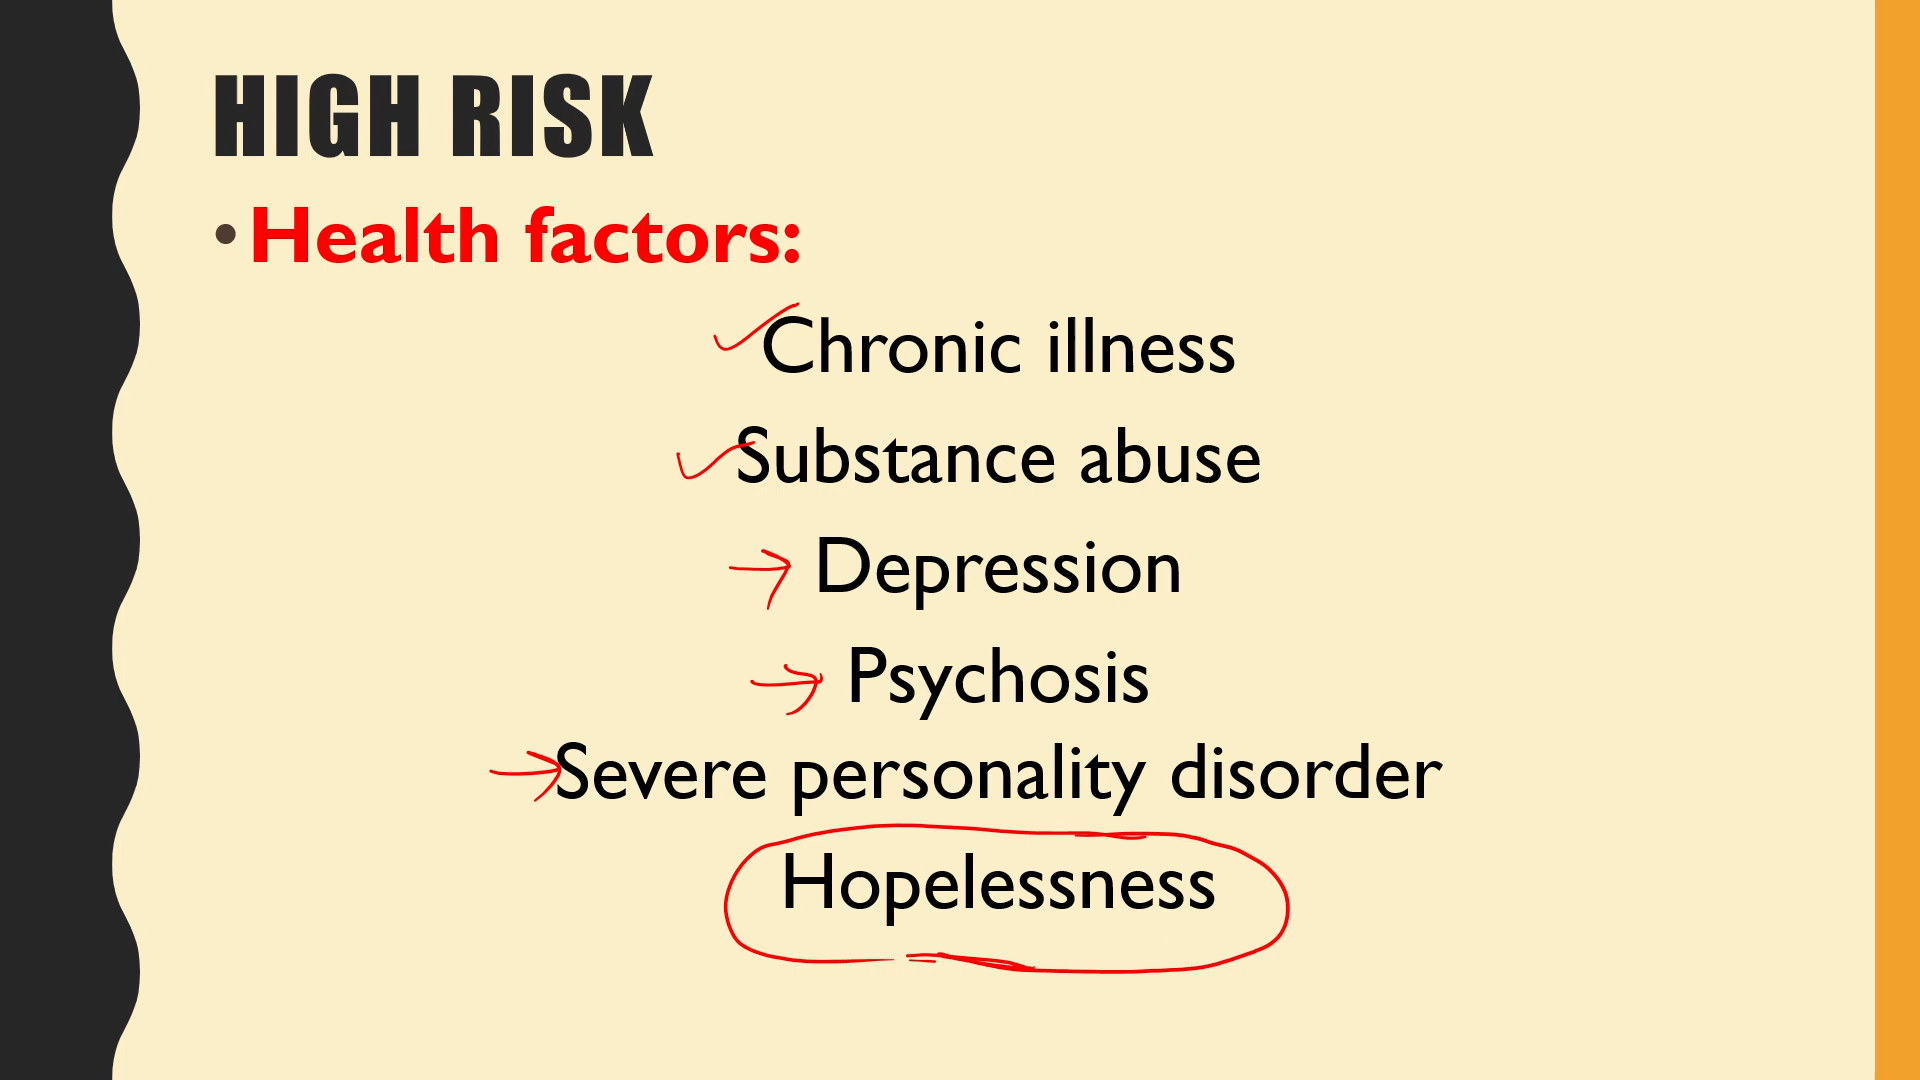 HIGH RISK
• Health factors:
Chronic illness
Substance abuse
Depression
Psychosis
Severe personality disorder
Hopelessness